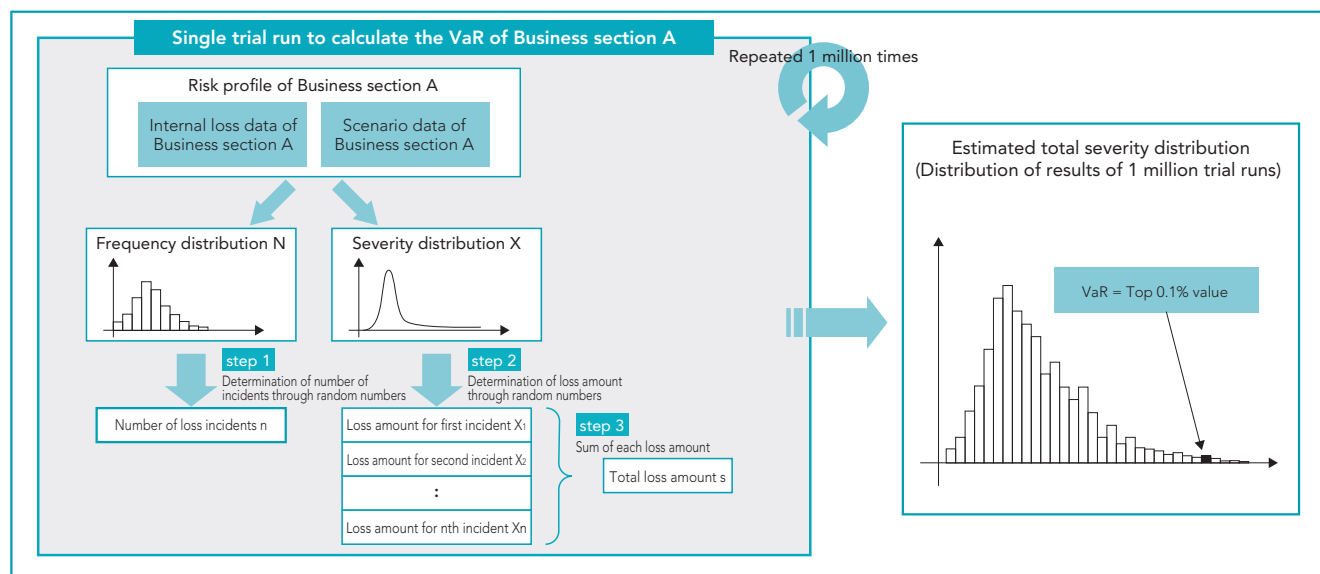 Single trial run to calculate the VaR of Business section A
Repeated 1 million times
Risk profile of Business section A
Internal loss data of
Business section A
Scenario data of
Business section A
Frequency distribution N
Severity distribution X
step 1
Determination of number of
incidents through random numbers
Number of loss incidents n
step 2
Determination of loss amount
through random numbers
Loss amount for first incident X1
Loss amount for second incident X2
:
Loss amount for nth incident Xn
step 3
Sum of each loss amount
Total loss amount s
Estimated total severity distribution
(Distribution of results of 1 million trial runs)
VaR = Top 0.1% value